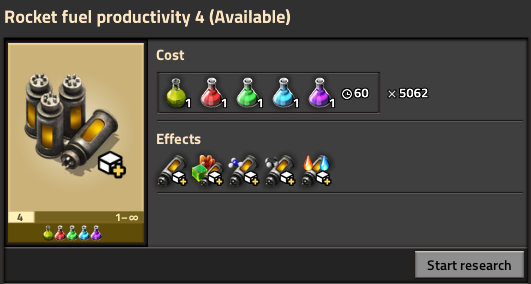 Rocket fuel productivity 4 (Available)
Cost
1 1 1 1 1 60 × 5062
Effects
4 1–∞
Start research